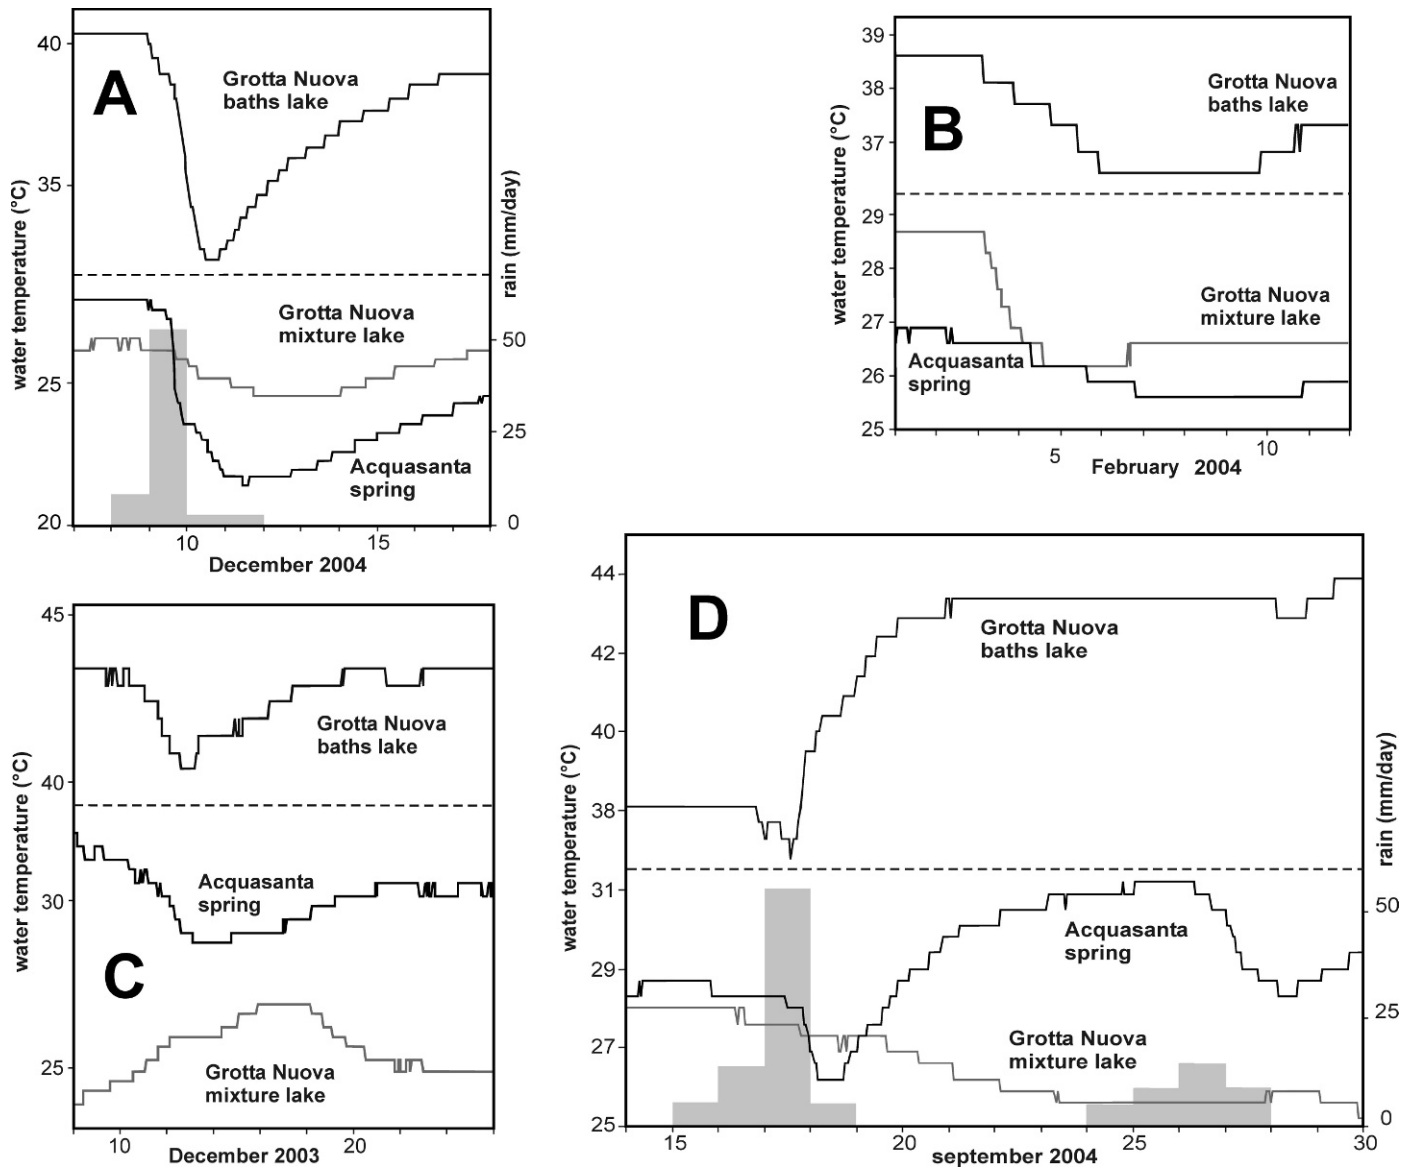 A
40
35
25
20
water temperature (°C)
Grotta Nuova
baths lake
Grotta Nuova
mixture lake
Acquasanta
spring
rain (mm/day)
50
25
0
10
15
December 2004
B
39
38
37
29
28
27
26
25
water temperature (°C)
water temperature (°C)
Grotta Nuova
baths lake
Grotta Nuova
mixture lake
Acquasanta
spring
5
10
February 2004
C
45
40
30
25
water temperature (°C)
Grotta Nuova
baths lake
Acquasanta
spring
Grotta Nuova
mixture lake
10
20
December 2003
D
44
42
40
38
31
29
27
25
water temperature (°C)
Grotta Nuova
baths lake
Acquasanta
spring
Grotta Nuova
mixture lake
rain (mm/day)
50
25
0
15
20
25
30
september 2004